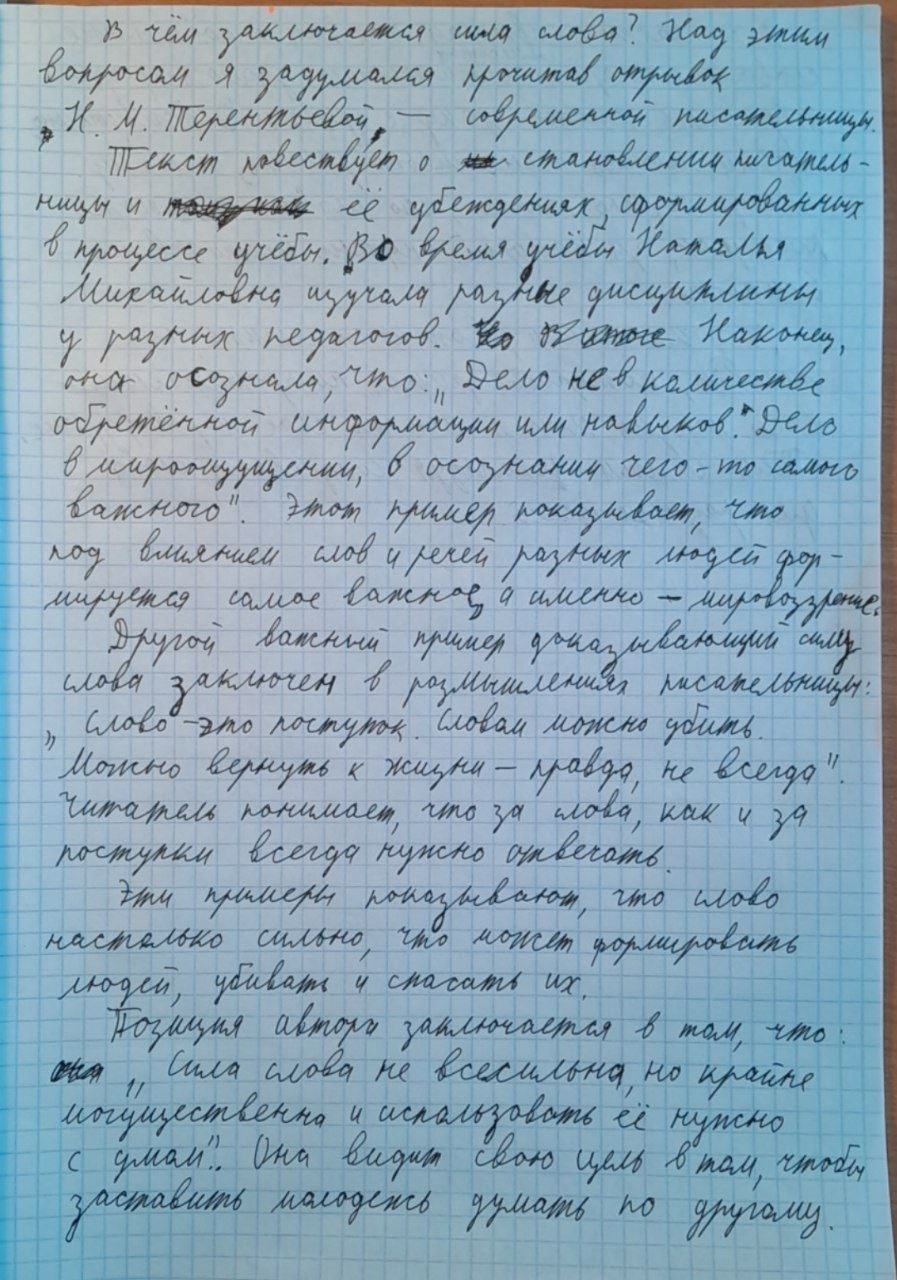 В чём заключается сила слова? Над этим
вопросом я задумался прочитав отрывок
„Н. М. Терентьевой„ — современной писательницы.
Текст повествует о становлении писатель-
ницы и её убеждениях, сформированных
в процессе учёбы. Во время учёбы Наталья
Михайловна изучала разные дисциплины
у разных педагогов. Наконец,
она осознала, что: „Дело не в количестве
обретённой информации или навыков". Дело
в мироощущении, в осознании чего-то самого
важного". Этот пример показывает, что
под влиянием слов и речей разных людей фор-
мируется самое важное, а именно — мировоззрение.
Другой важный пример доказывающий силу
слова заключен в размышлениях писательницы:
„Слово - это поступок. Словом можно убить.
Можно вернуть к жизни — правда, не всегда".
Читатель понимает, что за слова, как и за
поступки всегда нужно отвечать.
Эти примеры показывают, что слово
настолько сильно, что может формировать
людей, убивать и спасать их.
Позиция автора заключается в том, что:
„Сила слова не всесильна, но крайне
могущественна и использовать её нужно
с умом". Она видит свою цель в том, чтобы
заставить молодежь думать по другому.